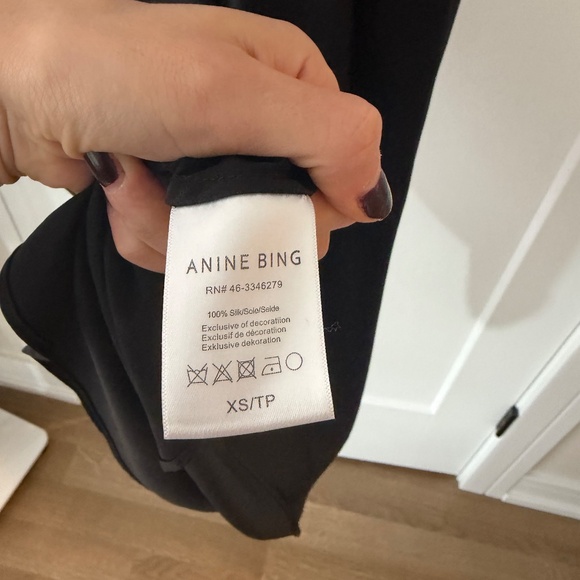 ANINE BING
RN# 46-3346279
100% Silk/Soie/Seide
Exclusive of decoration
Exclusif de décoration
Exklusive dekoration
XS/TP